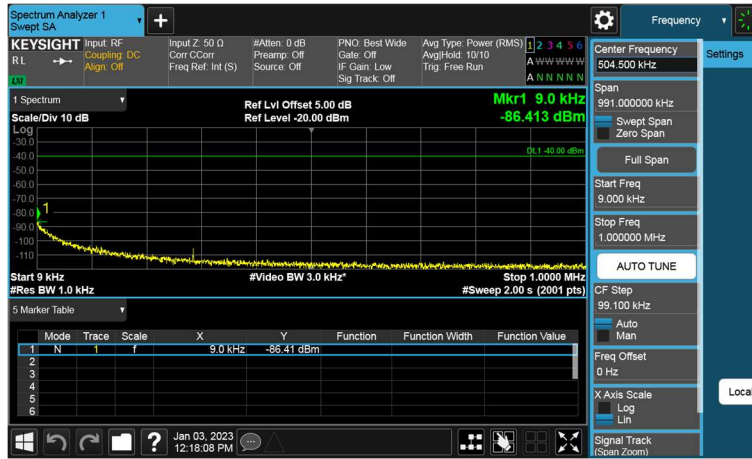 Spectrum Analyzer 1
Swept SA
Frequency
KEYSIGHT
R L
LXI
Input: RF
Coupling: DC
Align: Off
Input Z: 50 Ω
Corr CCorr
Freq Ref: Int (S)
#Atten: 0 dB
Preamp: Off
Source: Off
PNO: Best Wide
Gate: Off
IF Gain: Low
Sig Track: Off
Avg Type: Power (RMS)
Avg|Hold: 10/10
Trig: Free Run
1 2 3 4 5 6
A W W W W W
A N N N N N
1 Spectrum
Scale/Div 10 dB
Ref Lvl Offset 5.00 dB
Ref Level -20.00 dBm
Mkr1 9.0 kHz
-86.413 dBm
Log
-30.0
-40.0
-50.0
-60.0
-70.0
-80.0
-90.0
-100
-110
DL1 -40.00 dBm
1
Start 9 kHz
#Res BW 1.0 kHz
#Video BW 3.0 kHz*
Stop 1.0000 MHz
#Sweep 2.00 s (2001 pts)
5 Marker Table
Mode Trace Scale X Y Function Function Width Function Value
1 N 1 f 9.0 kHz -86.41 dBm
2
3
4
5
6
Jan 03, 2023
12:18:08 PM
Center Frequency
504.500 kHz
Settings
Span
991.000000 kHz
Swept Span
Zero Span
Full Span
Start Freq
9.000 kHz
Stop Freq
1.000000 MHz
AUTO TUNE
CF Step
99.100 kHz
Auto
Man
Freq Offset
0 Hz
X Axis Scale
Log
Lin
Local
Signal Track
(Span Zoom)